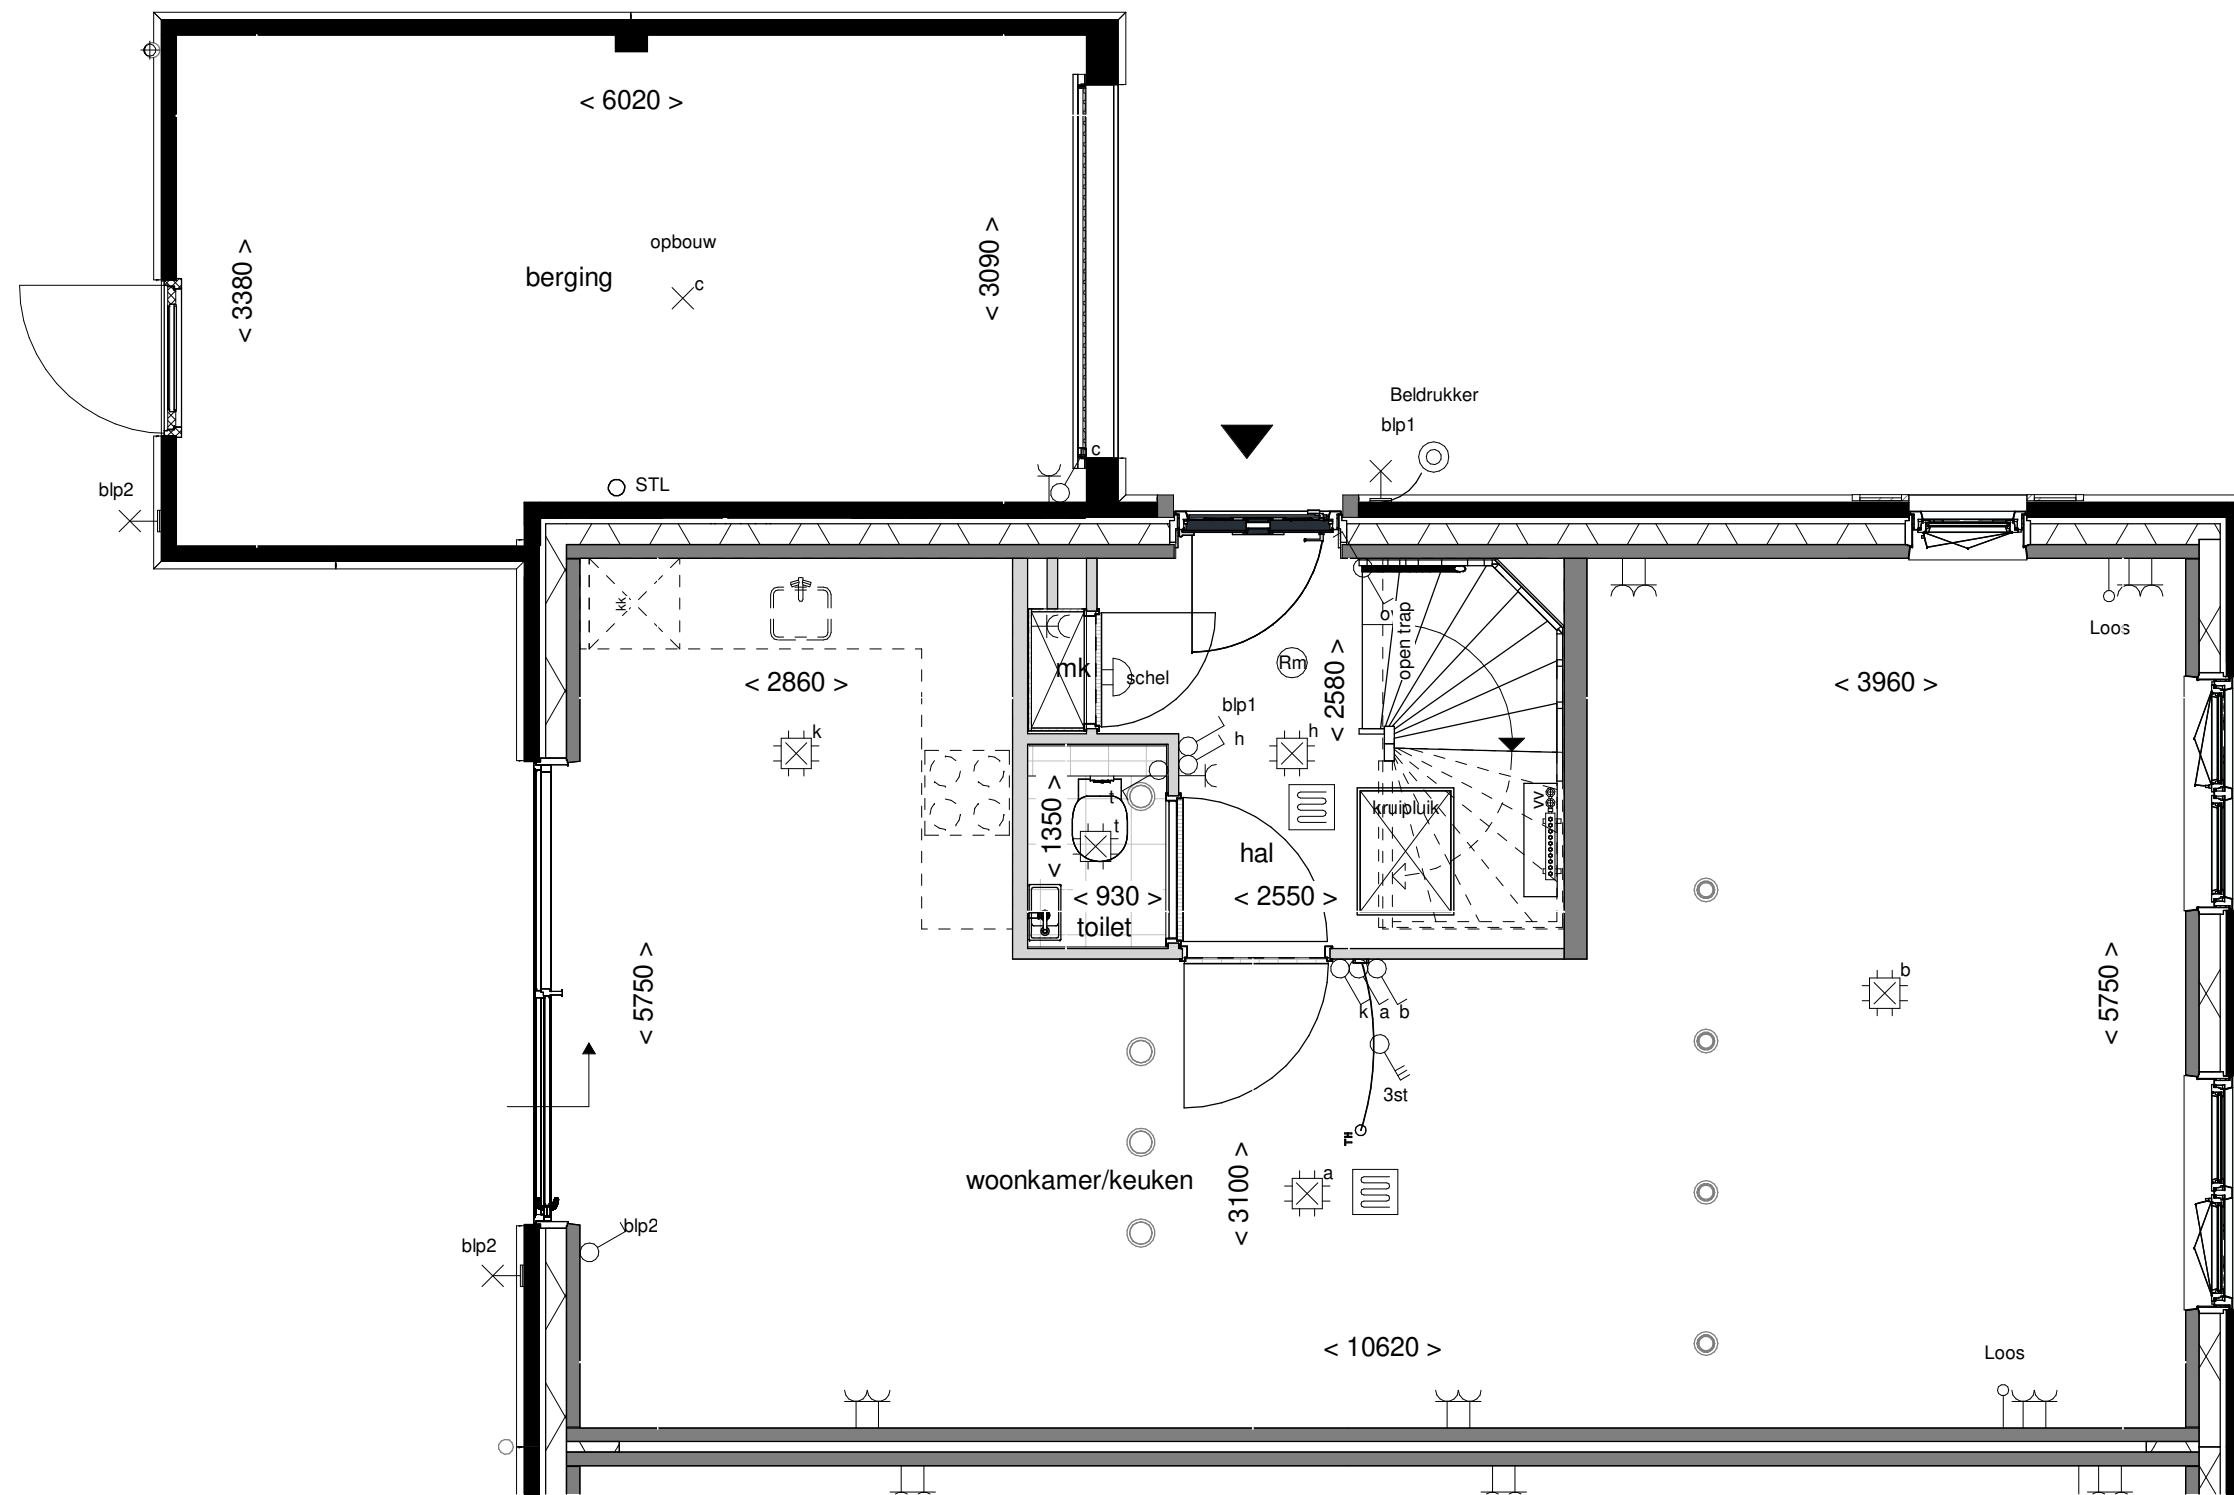 < 6020 >
opbouw
berging
c
< 3380 >
< 3090 >
Beldrukker
blp1
c
STL
blp2
kk
o
open trap
Loos
mk
schel
Rm
< 2580 >
< 2860 >
< 3960 >
blp1
h
h
k
t
t
< 1350 >
kruipluik
VV
hal
< 930 >
< 2550 >
toilet
< 5750 >
b
< 5750 >
k a b
3st
TH
< 3100 >
woonkamer/keuken
a
blp2
blp2
< 10620 >
Loos